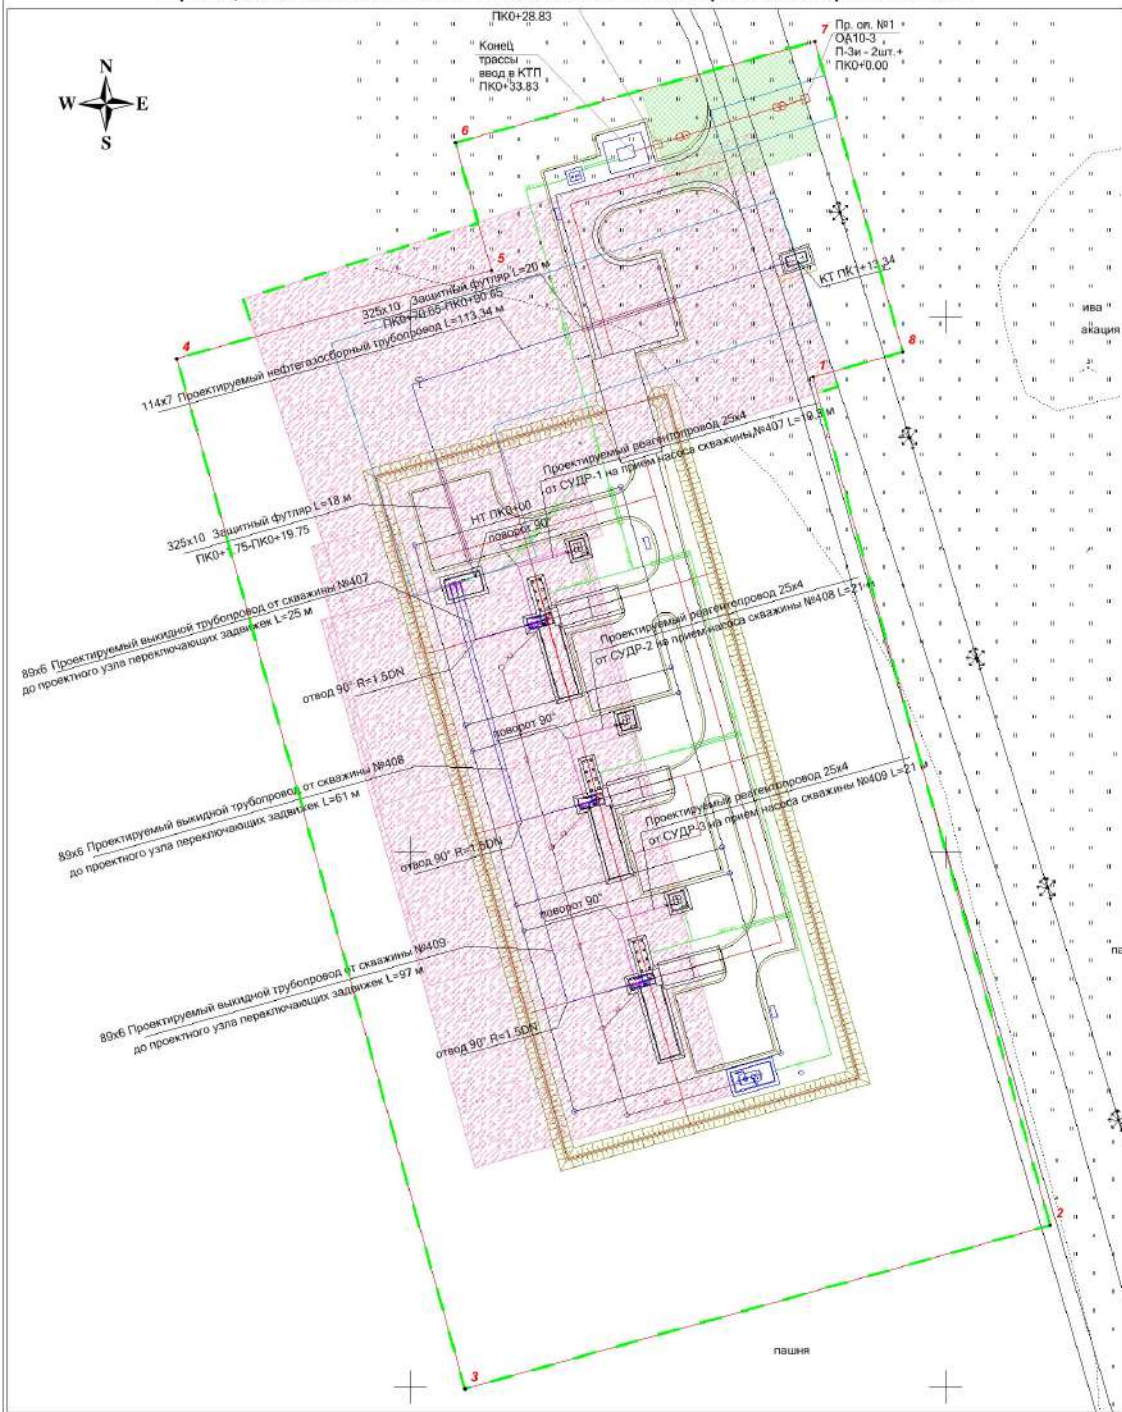 ПК0+28.83
Конец
трассы
ввод в КТП
ПК0+33.83
7
Пр. оп. №1
ОА10-3
П-3и - 2шт.+
ПК0+0.00
N
W E
S
6
5
325х10 Защитный футляр L=20 м
ПК0+70.65-ПК0+90.65
КТ ПК1+13.34
ива
акация
4
8
1
114х7 Проектируемый нефтегазосборный трубопровод L=113.34 м
Проектируемый реагентопровод 25х4
от СУДР-1 на прием насоса скважины №407 L=19.3 м
325х10 Защитный футляр L=18 м
ПК0+1.75-ПК0+19.75
НТ ПК0+00
поворот 90°
89х6 Проектируемый выкидной трубопровод от скважины №407
до проектного узла переключающих задвижек L=25 м
Проектируемый реагентопровод 25х4
от СУДР-2 на прием насоса скважины №408 L=21 м
отвод 90° R=1.5DN
поворот 90°
89х6 Проектируемый выкидной трубопровод от скважины №408
до проектного узла переключающих задвижек L=61 м
Проектируемый реагентопровод 25х4
от СУДР-3 на прием насоса скважины №409 L=21 м
отвод 90° R=1.5DN
поворот 90°
89х6 Проектируемый выкидной трубопровод от скважины №409
до проектного узла переключающих задвижек L=97 м
отвод 90° R=1.5DN
2
пашня
3